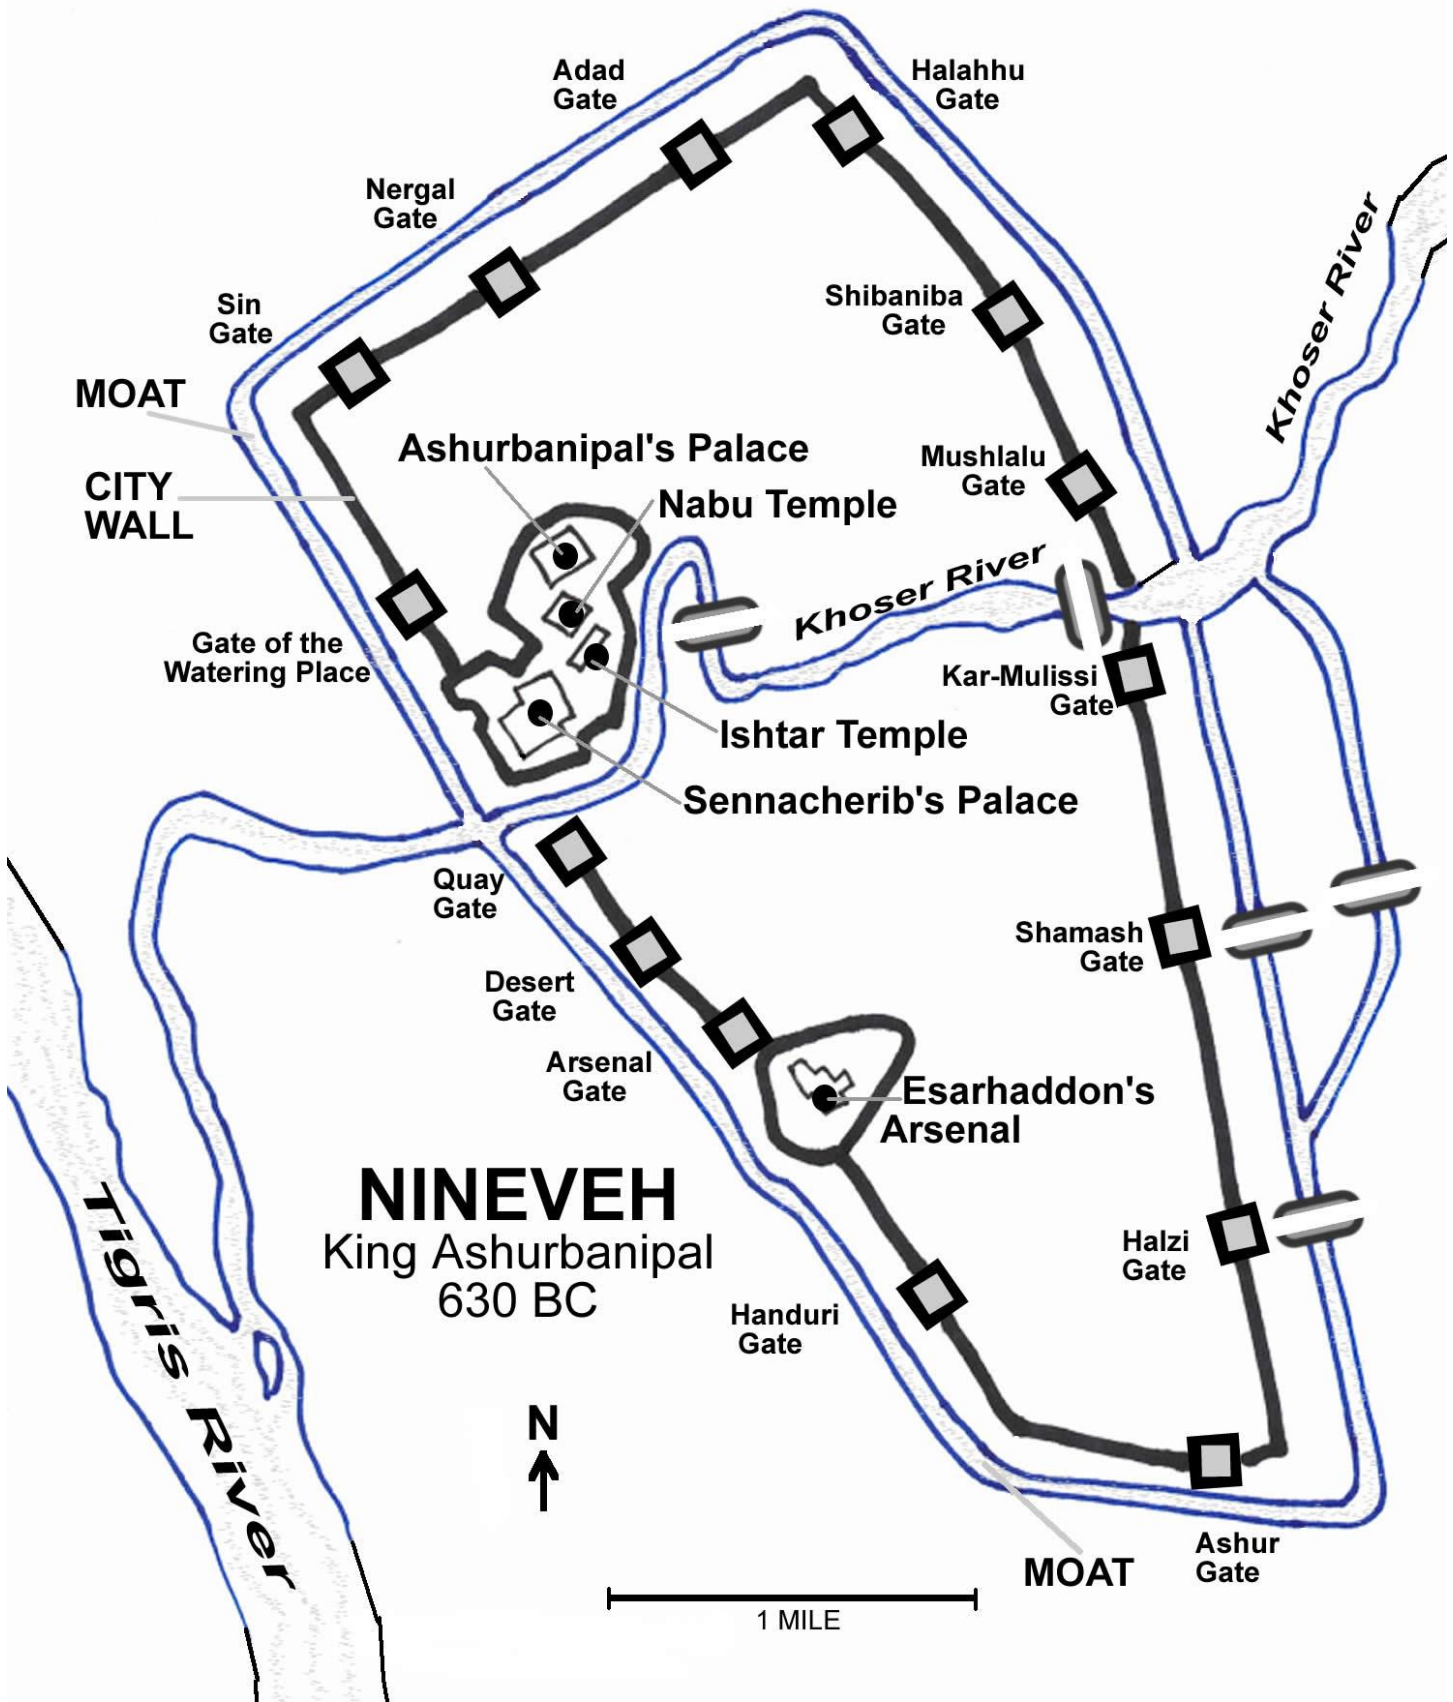 Adad
Gate
Halahhu
Gate
Nergal
Gate
Khoser River
Sin
Gate
Shibaniba
Gate
MOAT
Ashurbanipal's Palace
Mushlalu
Gate
CITY
WALL
Nabu Temple
Khoser River
Gate of the
Watering Place
Kar-Mulissi
Gate
Ishtar Temple
Sennacherib's Palace
Quay
Gate
Shamash
Gate
Desert
Gate
Arsenal
Gate
Esarhaddon's
Arsenal
NINEVEH
King Ashurbanipal
630 BC
Tigris River
Halzi
Gate
Handuri
Gate
N
Ashur
Gate
MOAT
1 MILE